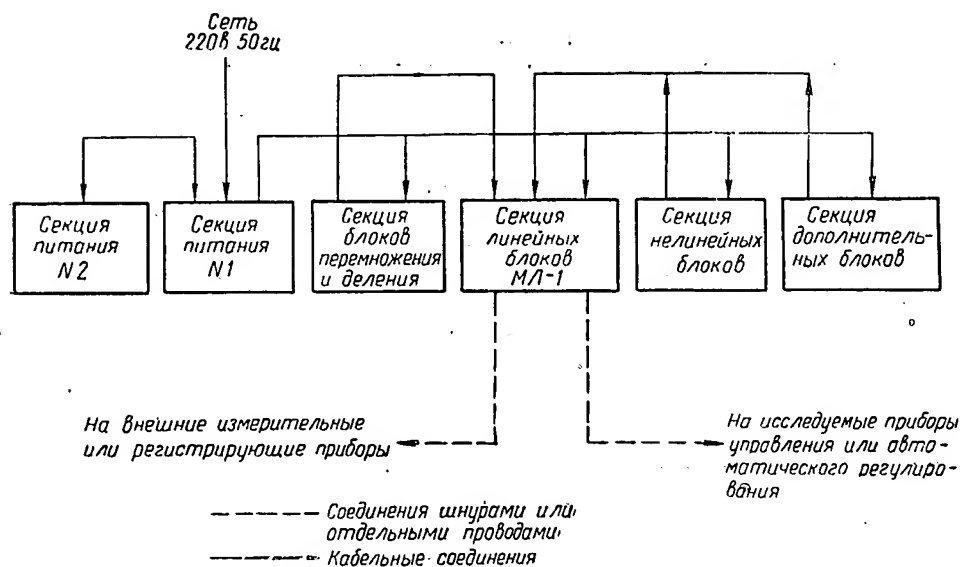 Сеть
220в 50гц
Секция
питания
N2
Секция
питания
N1
Секция
блоков
перемножения
и деления
Секция
линейных
блоков
МЛ-1
Секция
нелинейных
блоков
Секция
дополнитель-
ных блоков
На внешние измерительные
или регистрирующие приборы
На исследуемые приборы
управления или авто-
матического регулиро-
вания
Соединения шнурами или
отдельными проводами
Кабельные соединения